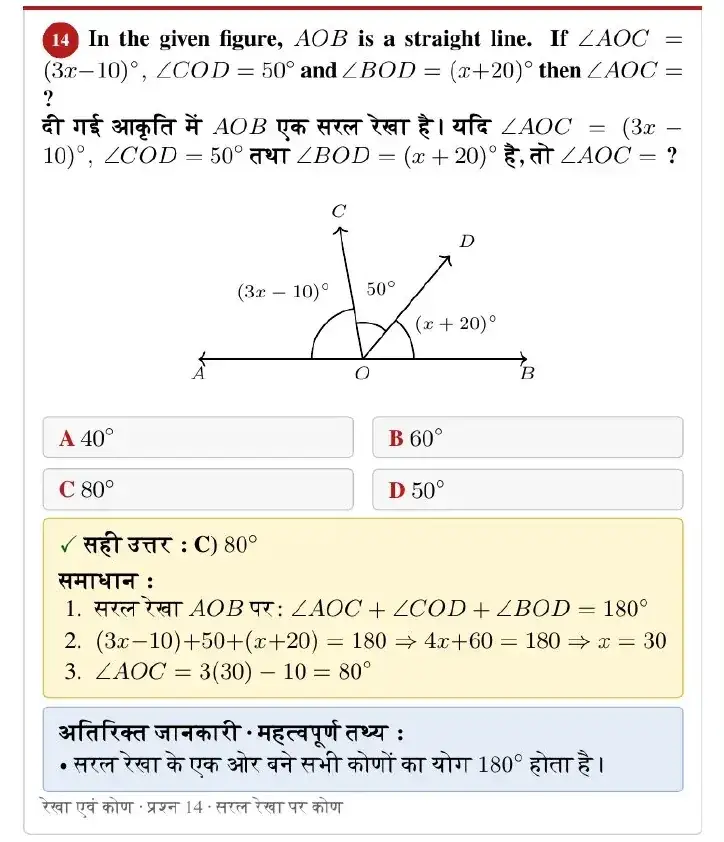 14 In the given figure, AOB is a straight line. If ∠AOC =
(3x−10)°, ∠COD = 50° and ∠BOD = (x+20)° then ∠AOC =
?
दी गई आकृति में AOB एक सरल रेखा है। यदि ∠AOC = (3x −
10)°, ∠COD = 50° तथा ∠BOD = (x + 20)° है, तो ∠AOC = ?
C
D
(3x − 10)°
50°
(x + 20)°
A
O
B
A 40°
B 60°
C 80°
D 50°
✓ सही उत्तर : C) 80°
समाधान :
1. सरल रेखा AOB पर: ∠AOC + ∠COD + ∠BOD = 180°
2. (3x−10)+50+(x+20) = 180 ⇒ 4x+60 = 180 ⇒ x = 30
3. ∠AOC = 3(30) − 10 = 80°
अतिरिक्त जानकारी · महत्वपूर्ण तथ्य :
• सरल रेखा के एक ओर बने सभी कोणों का योग 180° होता है।
रेखा एवं कोण · प्रश्न 14 · सरल रेखा पर कोण